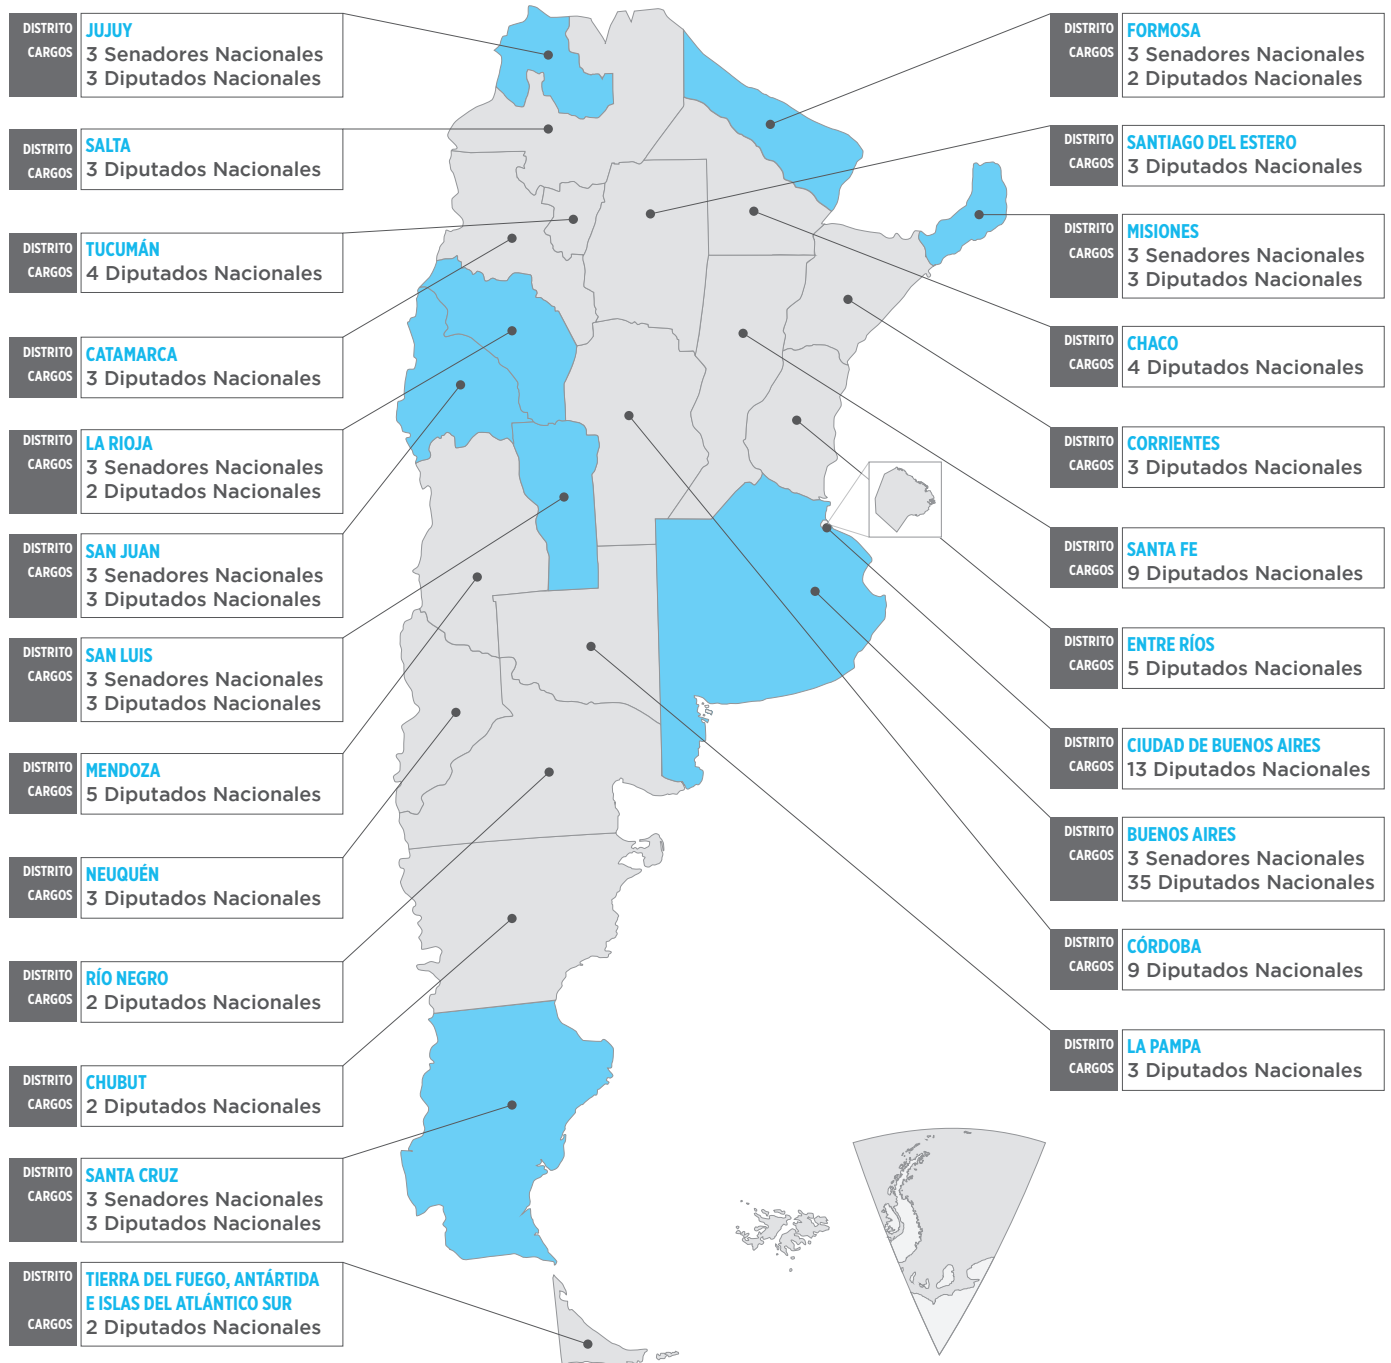 DISTRITO JUJUY
CARGOS 3 Senadores Nacionales
3 Diputados Nacionales
DISTRITO SALTA
CARGOS 3 Diputados Nacionales
DISTRITO TUCUMÁN
CARGOS 4 Diputados Nacionales
DISTRITO CATAMARCA
CARGOS 3 Diputados Nacionales
DISTRITO LA RIOJA
CARGOS 3 Senadores Nacionales
2 Diputados Nacionales
DISTRITO SAN JUAN
CARGOS 3 Senadores Nacionales
3 Diputados Nacionales
DISTRITO SAN LUIS
CARGOS 3 Senadores Nacionales
3 Diputados Nacionales
DISTRITO MENDOZA
CARGOS 5 Diputados Nacionales
DISTRITO NEUQUÉN
CARGOS 3 Diputados Nacionales
DISTRITO RÍO NEGRO
CARGOS 2 Diputados Nacionales
DISTRITO CHUBUT
CARGOS 2 Diputados Nacionales
DISTRITO SANTA CRUZ
CARGOS 3 Senadores Nacionales
3 Diputados Nacionales
DISTRITO TIERRA DEL FUEGO, ANTÁRTIDA
E ISLAS DEL ATLÁNTICO SUR
CARGOS 2 Diputados Nacionales
DISTRITO FORMOSA
CARGOS 3 Senadores Nacionales
2 Diputados Nacionales
DISTRITO SANTIAGO DEL ESTERO
CARGOS 3 Diputados Nacionales
DISTRITO MISIONES
CARGOS 3 Senadores Nacionales
3 Diputados Nacionales
DISTRITO CHACO
CARGOS 4 Diputados Nacionales
DISTRITO CORRIENTES
CARGOS 3 Diputados Nacionales
DISTRITO SANTA FE
CARGOS 9 Diputados Nacionales
DISTRITO ENTRE RÍOS
CARGOS 5 Diputados Nacionales
DISTRITO CIUDAD DE BUENOS AIRES
CARGOS 13 Diputados Nacionales
DISTRITO BUENOS AIRES
CARGOS 3 Senadores Nacionales
35 Diputados Nacionales
DISTRITO CÓRDOBA
CARGOS 9 Diputados Nacionales
DISTRITO LA PAMPA
CARGOS 3 Diputados Nacionales